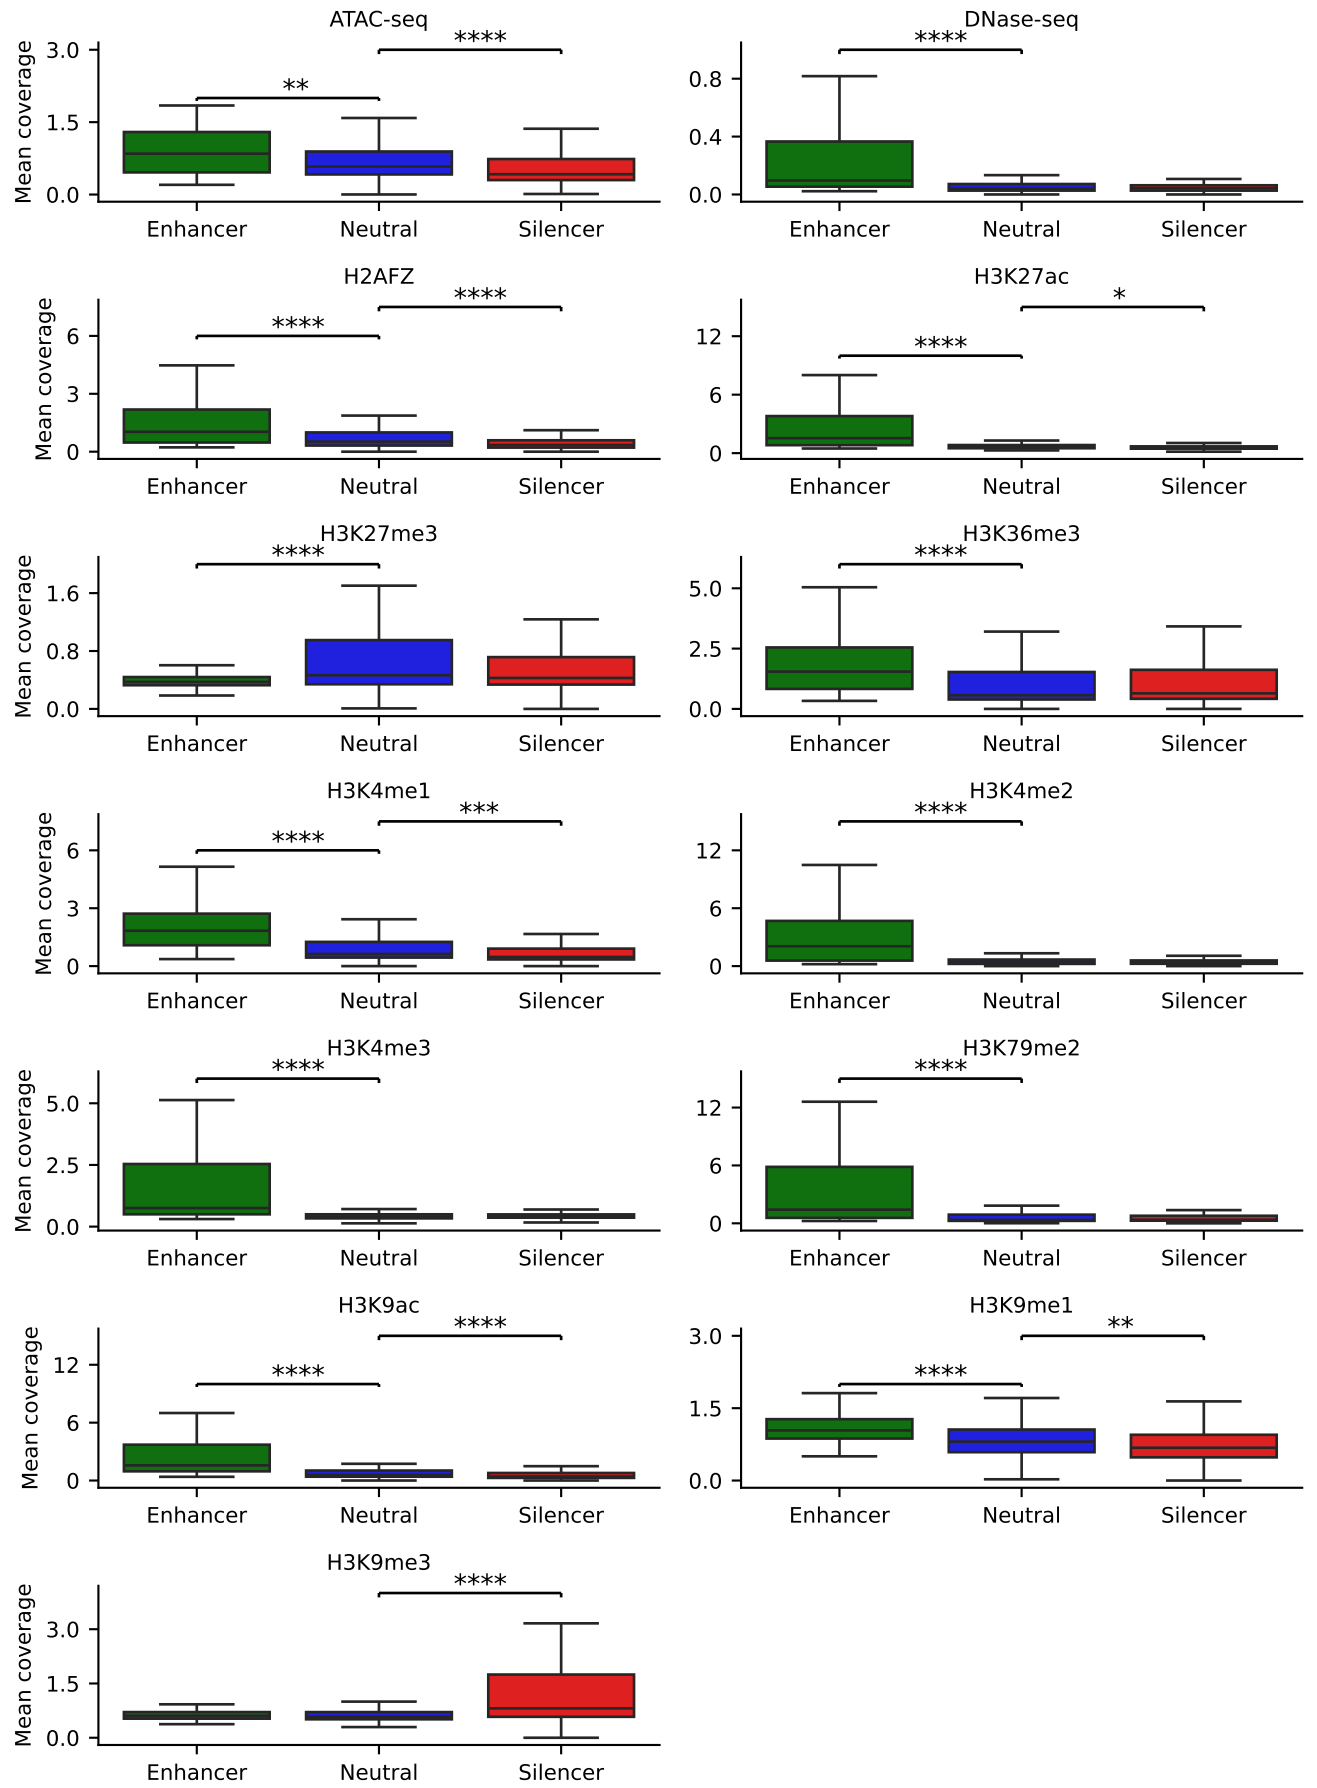 ATAC-seq
Mean coverage
3.0
1.5
0.0
**
****
Enhancer Neutral Silencer
DNase-seq
0.8
0.4
0.0
****
Enhancer Neutral Silencer
H2AFZ
Mean coverage
6
3
0
****
****
Enhancer Neutral Silencer
H3K27ac
12
6
0
****
*
Enhancer Neutral Silencer
H3K27me3
Mean coverage
1.6
0.8
0.0
****
Enhancer Neutral Silencer
H3K36me3
5.0
2.5
0.0
****
Enhancer Neutral Silencer
H3K4me1
Mean coverage
6
3
0
****
***
Enhancer Neutral Silencer
H3K4me2
12
6
0
****
Enhancer Neutral Silencer
H3K4me3
Mean coverage
5.0
2.5
0.0
****
Enhancer Neutral Silencer
H3K79me2
12
6
0
****
Enhancer Neutral Silencer
H3K9ac
Mean coverage
12
6
0
****
****
Enhancer Neutral Silencer
H3K9me1
3.0
1.5
0.0
****
**
Enhancer Neutral Silencer
H3K9me3
Mean coverage
3.0
1.5
0.0
****
Enhancer Neutral Silencer